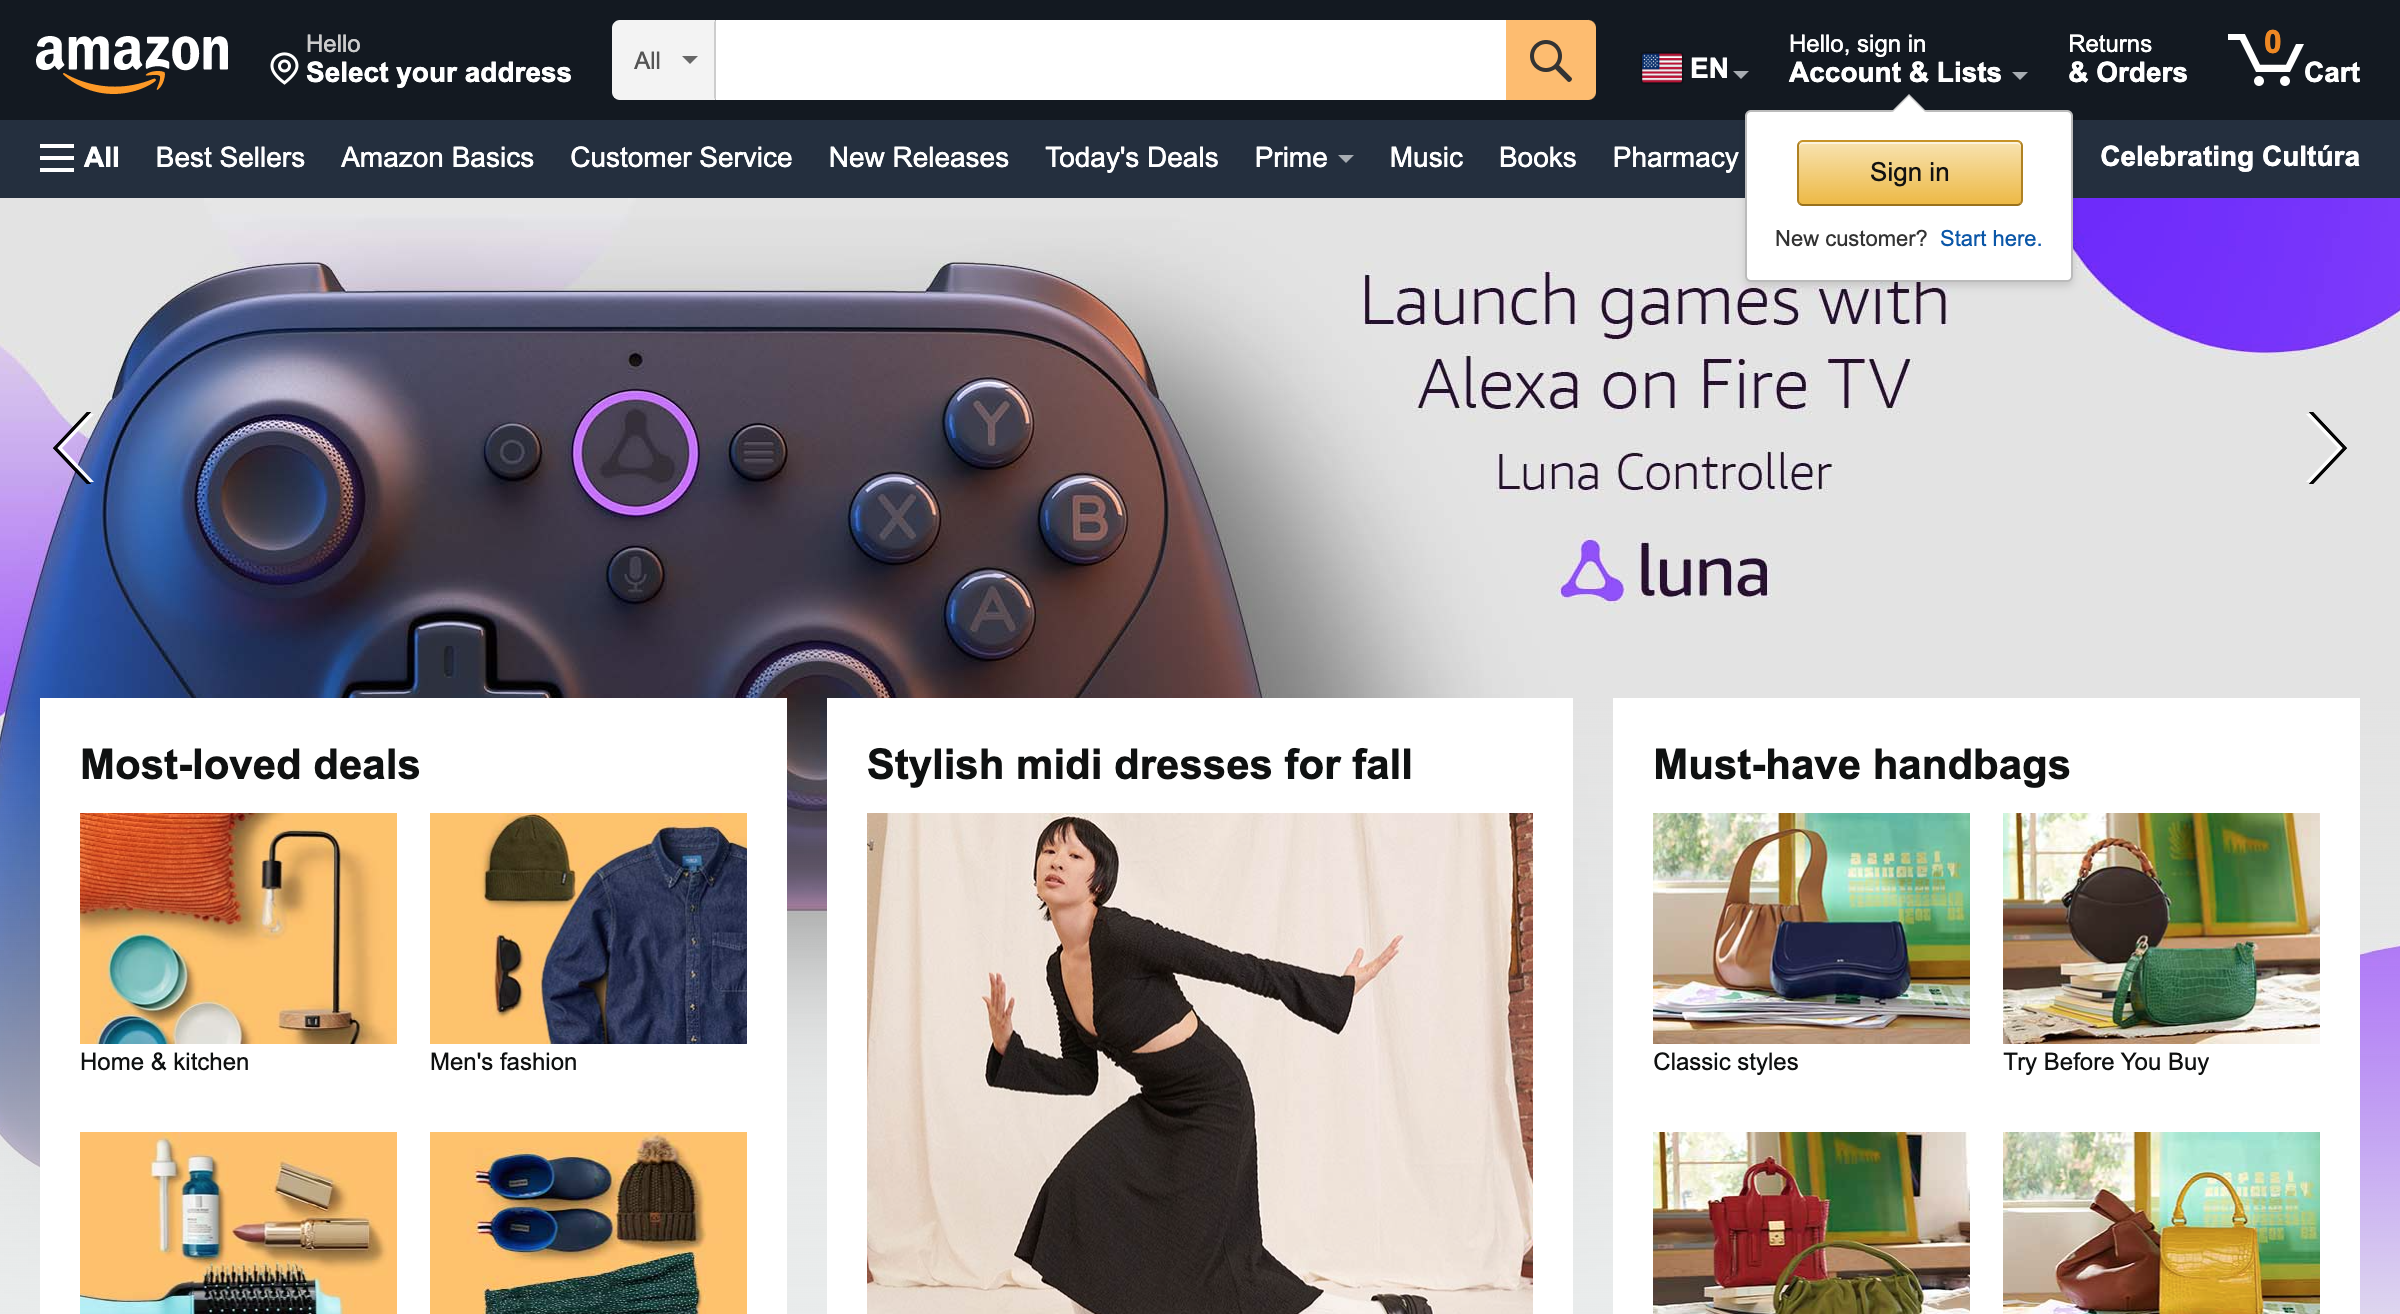 amazon
Hello
Select your address
All
EN
Hello, sign in
Account & Lists
Returns
& Orders
0
Cart
All
Best Sellers
Amazon Basics
Customer Service
New Releases
Today's Deals
Prime
Music
Books
Pharmacy
Celebrating Cultúra
Sign in
New customer? Start here.
Launch games with
Alexa on Fire TV
Luna Controller
luna
Y
X
B
A
Most-loved deals
Home & kitchen
Men's fashion
Stylish midi dresses for fall
Must-have handbags
Classic styles
Try Before You Buy